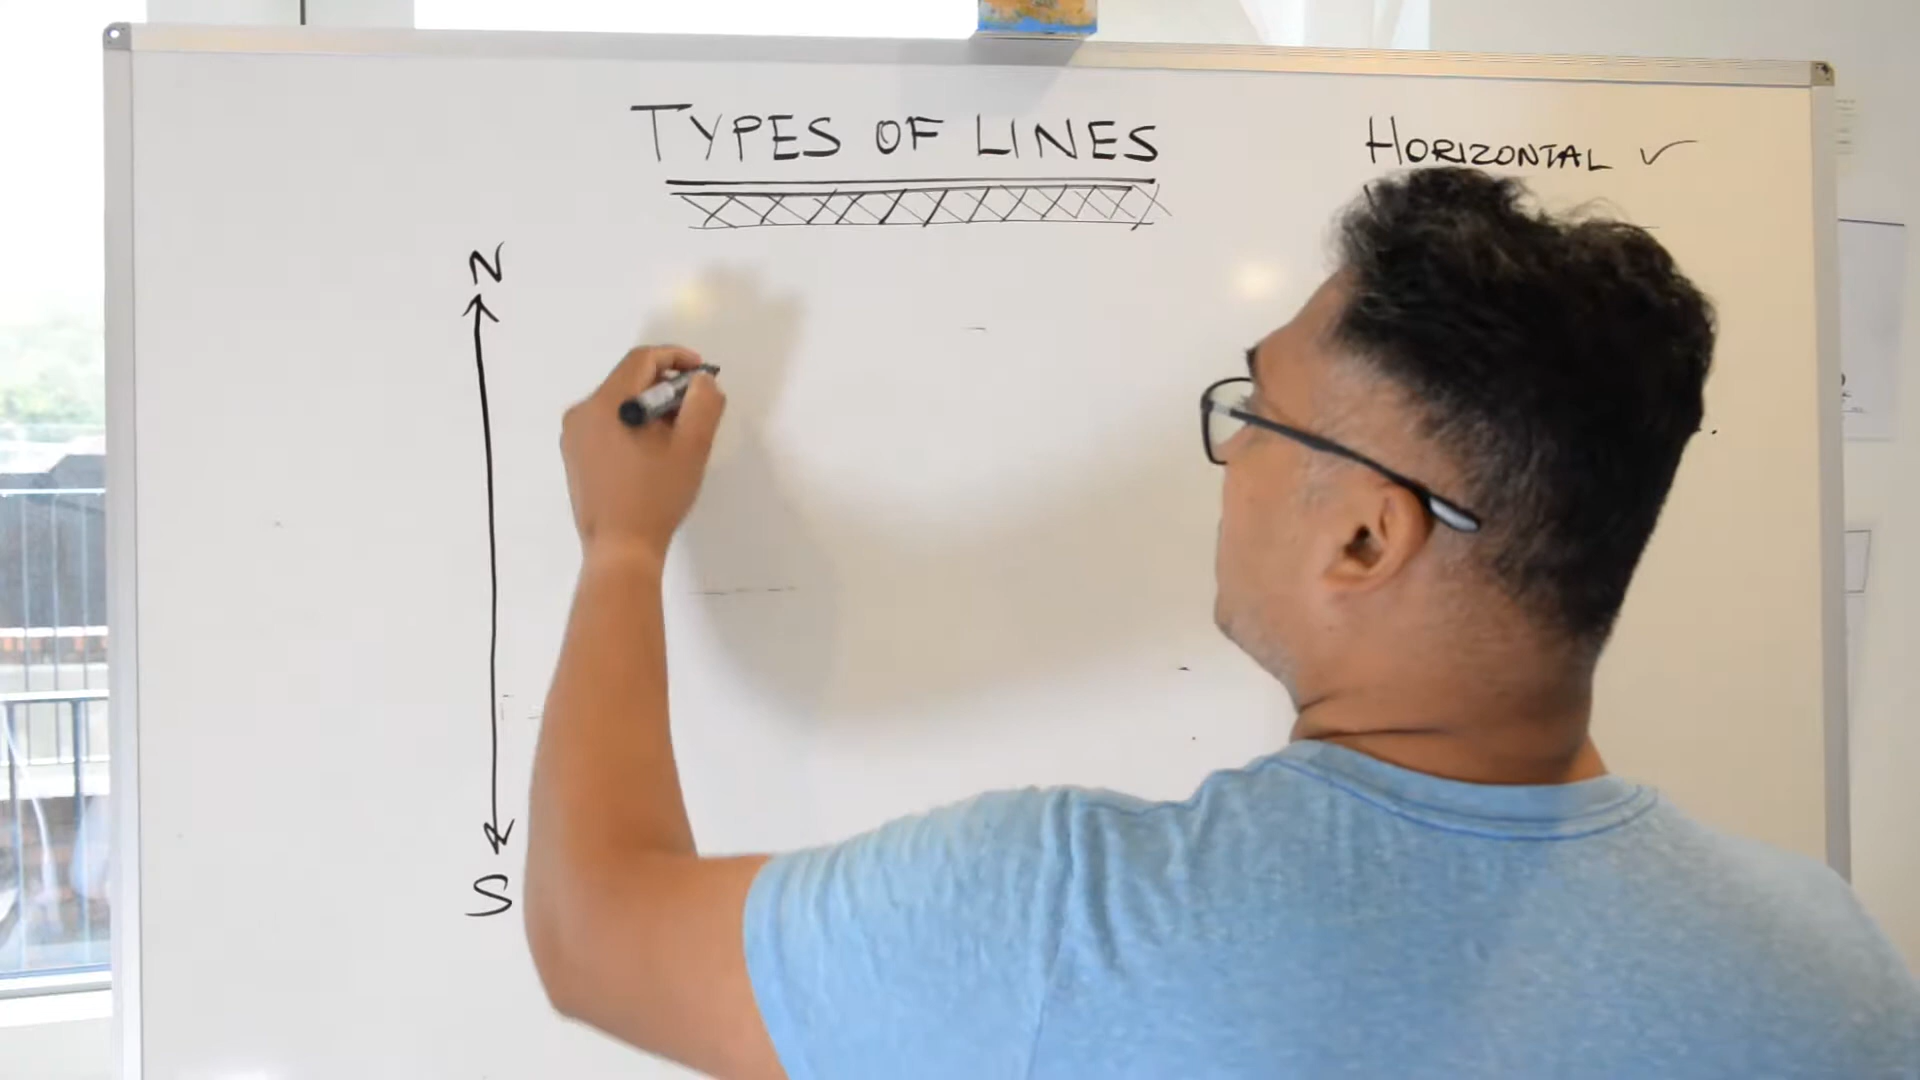 TYPES OF LINES
HORIZONTAL ✓
N
S